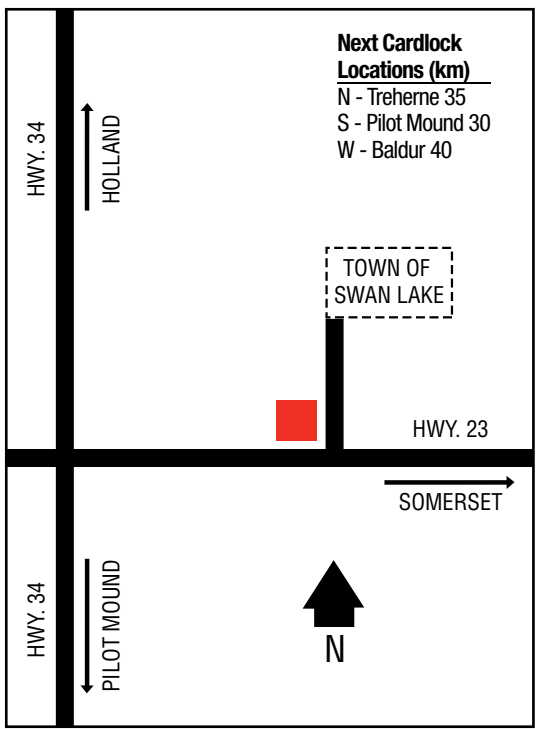 Next Cardlock
Locations (km)
N - Treherne 35
S - Pilot Mound 30
W - Baldur 40
HWY. 34
HOLLAND
TOWN OF
SWAN LAKE
HWY. 23
SOMERSET
HWY. 34
PILOT MOUND
N